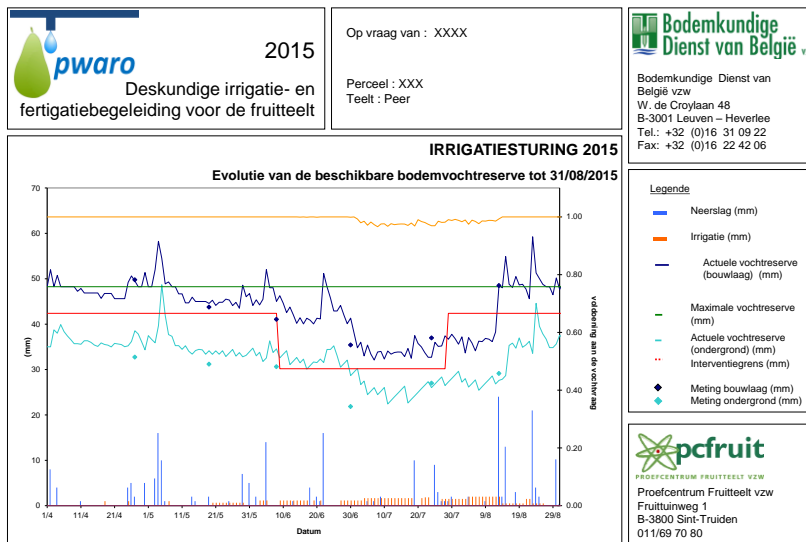 pwaro
2015
Deskundige irrigatie- en
fertigatiebegeleiding voor de fruitteelt
Op vraag van : XXXX
Perceel : XXX
Teelt : Peer
Bodemkundige
Dienst van België v
Bodemkundige Dienst van
België vzw
W. de Croylaan 48
B-3001 Leuven – Heverlee
Tel.: +32 (0)16 31 09 22
Fax: +32 (0)16 22 42 06
IRRIGATIESTURING 2015
Evolutie van de beschikbare bodemvochtreserve tot 31/08/2015
70
60
50
40
30
20
10
0
(mm)
1.00
0.80
0.60
0.40
0.20
0.00
voldoening aan de vochtvraag
1/4
11/4
21/4
1/5
11/5
21/5
31/5
10/6
20/6
30/6
10/7
20/7
30/7
9/8
19/8
29/8
Datum
Legende
Neerslag (mm)
Irrigatie (mm)
Actuele vochtreserve
(bouwlaag) (mm)
Maximale vochtreserve
(mm)
Actuele vochtreserve
(ondergrond) (mm)
Interventiegrens (mm)
Meting bouwlaag (mm)
Meting ondergrond (mm)
pcfruit
PROEFCENTRUM FRUITTEELT VZW
Proefcentrum Fruitteelt vzw
Fruittuinweg 1
B-3800 Sint-Truiden
011/69 70 80